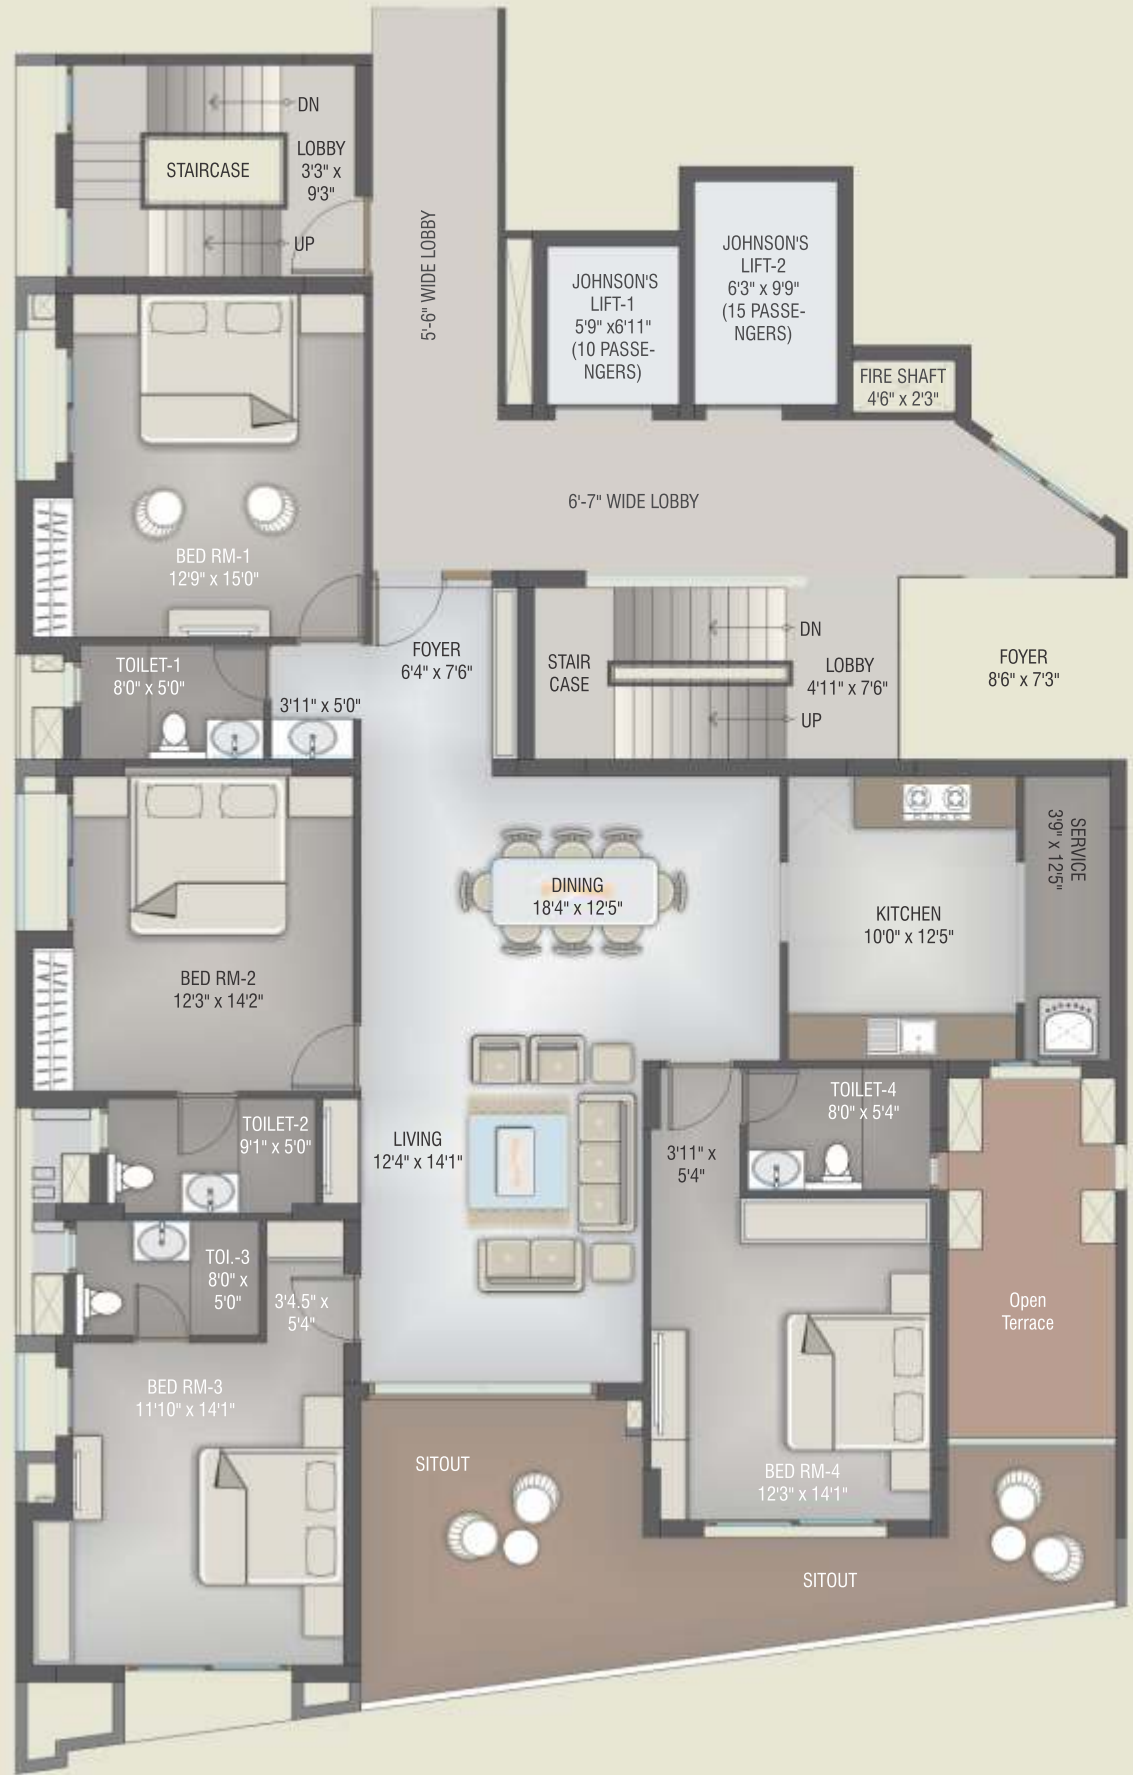 DN
STAIRCASE
LOBBY
3'3" x
9'3"
UP
5'-6" WIDE LOBBY
JOHNSON'S
LIFT-1
5'9" x6'11"
(10 PASSE-
NGERS)
JOHNSON'S
LIFT-2
6'3" x 9'9"
(15 PASSE-
NGERS)
FIRE SHAFT
4'6" x 2'3"
6'-7" WIDE LOBBY
BED RM-1
12'9" x 15'0"
FOYER
6'4" x 7'6"
STAIR
CASE
DN
LOBBY
4'11" x 7'6"
UP
FOYER
8'6" x 7'3"
TOILET-1
8'0" x 5'0"
3'11" x 5'0"
DINING
18'4" x 12'5"
KITCHEN
10'0" x 12'5"
SERVICE
3'9" x 12'5"
BED RM-2
12'3" x 14'2"
TOILET-2
9'1" x 5'0"
LIVING
12'4" x 14'1"
3'11" x
5'4"
TOILET-4
8'0" x 5'4"
TOI.-3
8'0" x
5'0"
3'4.5" x
5'4"
Open
Terrace
BED RM-3
11'10" x 14'1"
SITOUT
BED RM-4
12'3" x 14'1"
SITOUT